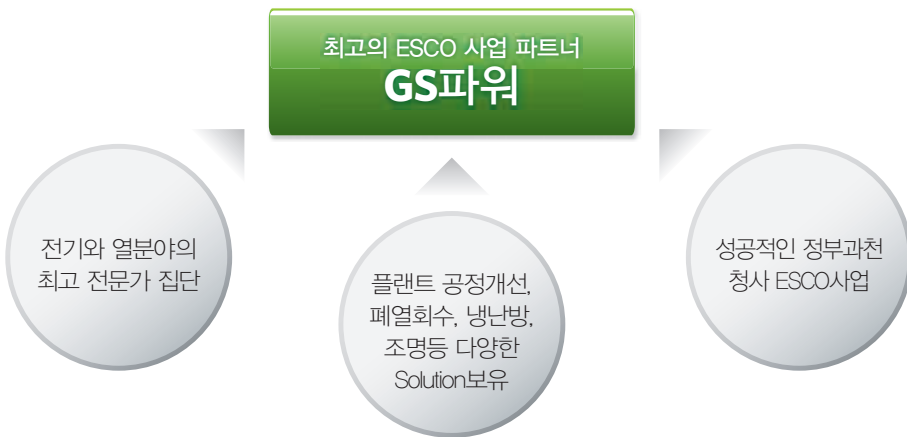 최고의 ESCO 사업 파트너
GS파워
전기와 열분야의
최고 전문가 집단
플랜트 공정개선,
폐열회수, 냉난방,
조명등 다양한
Solution보유
성공적인 정부과천
청사 ESCO사업